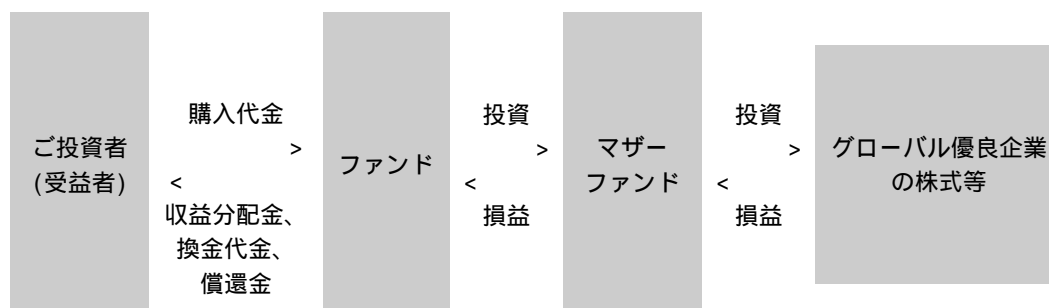 ご投資者
(受益者)
購入代金
>
<
収益分配金、
換金代金、
償還金
ファンド
投資
>
<
損益
マザー
ファンド
投資
>
<
損益
グローバル優良企業
の株式等